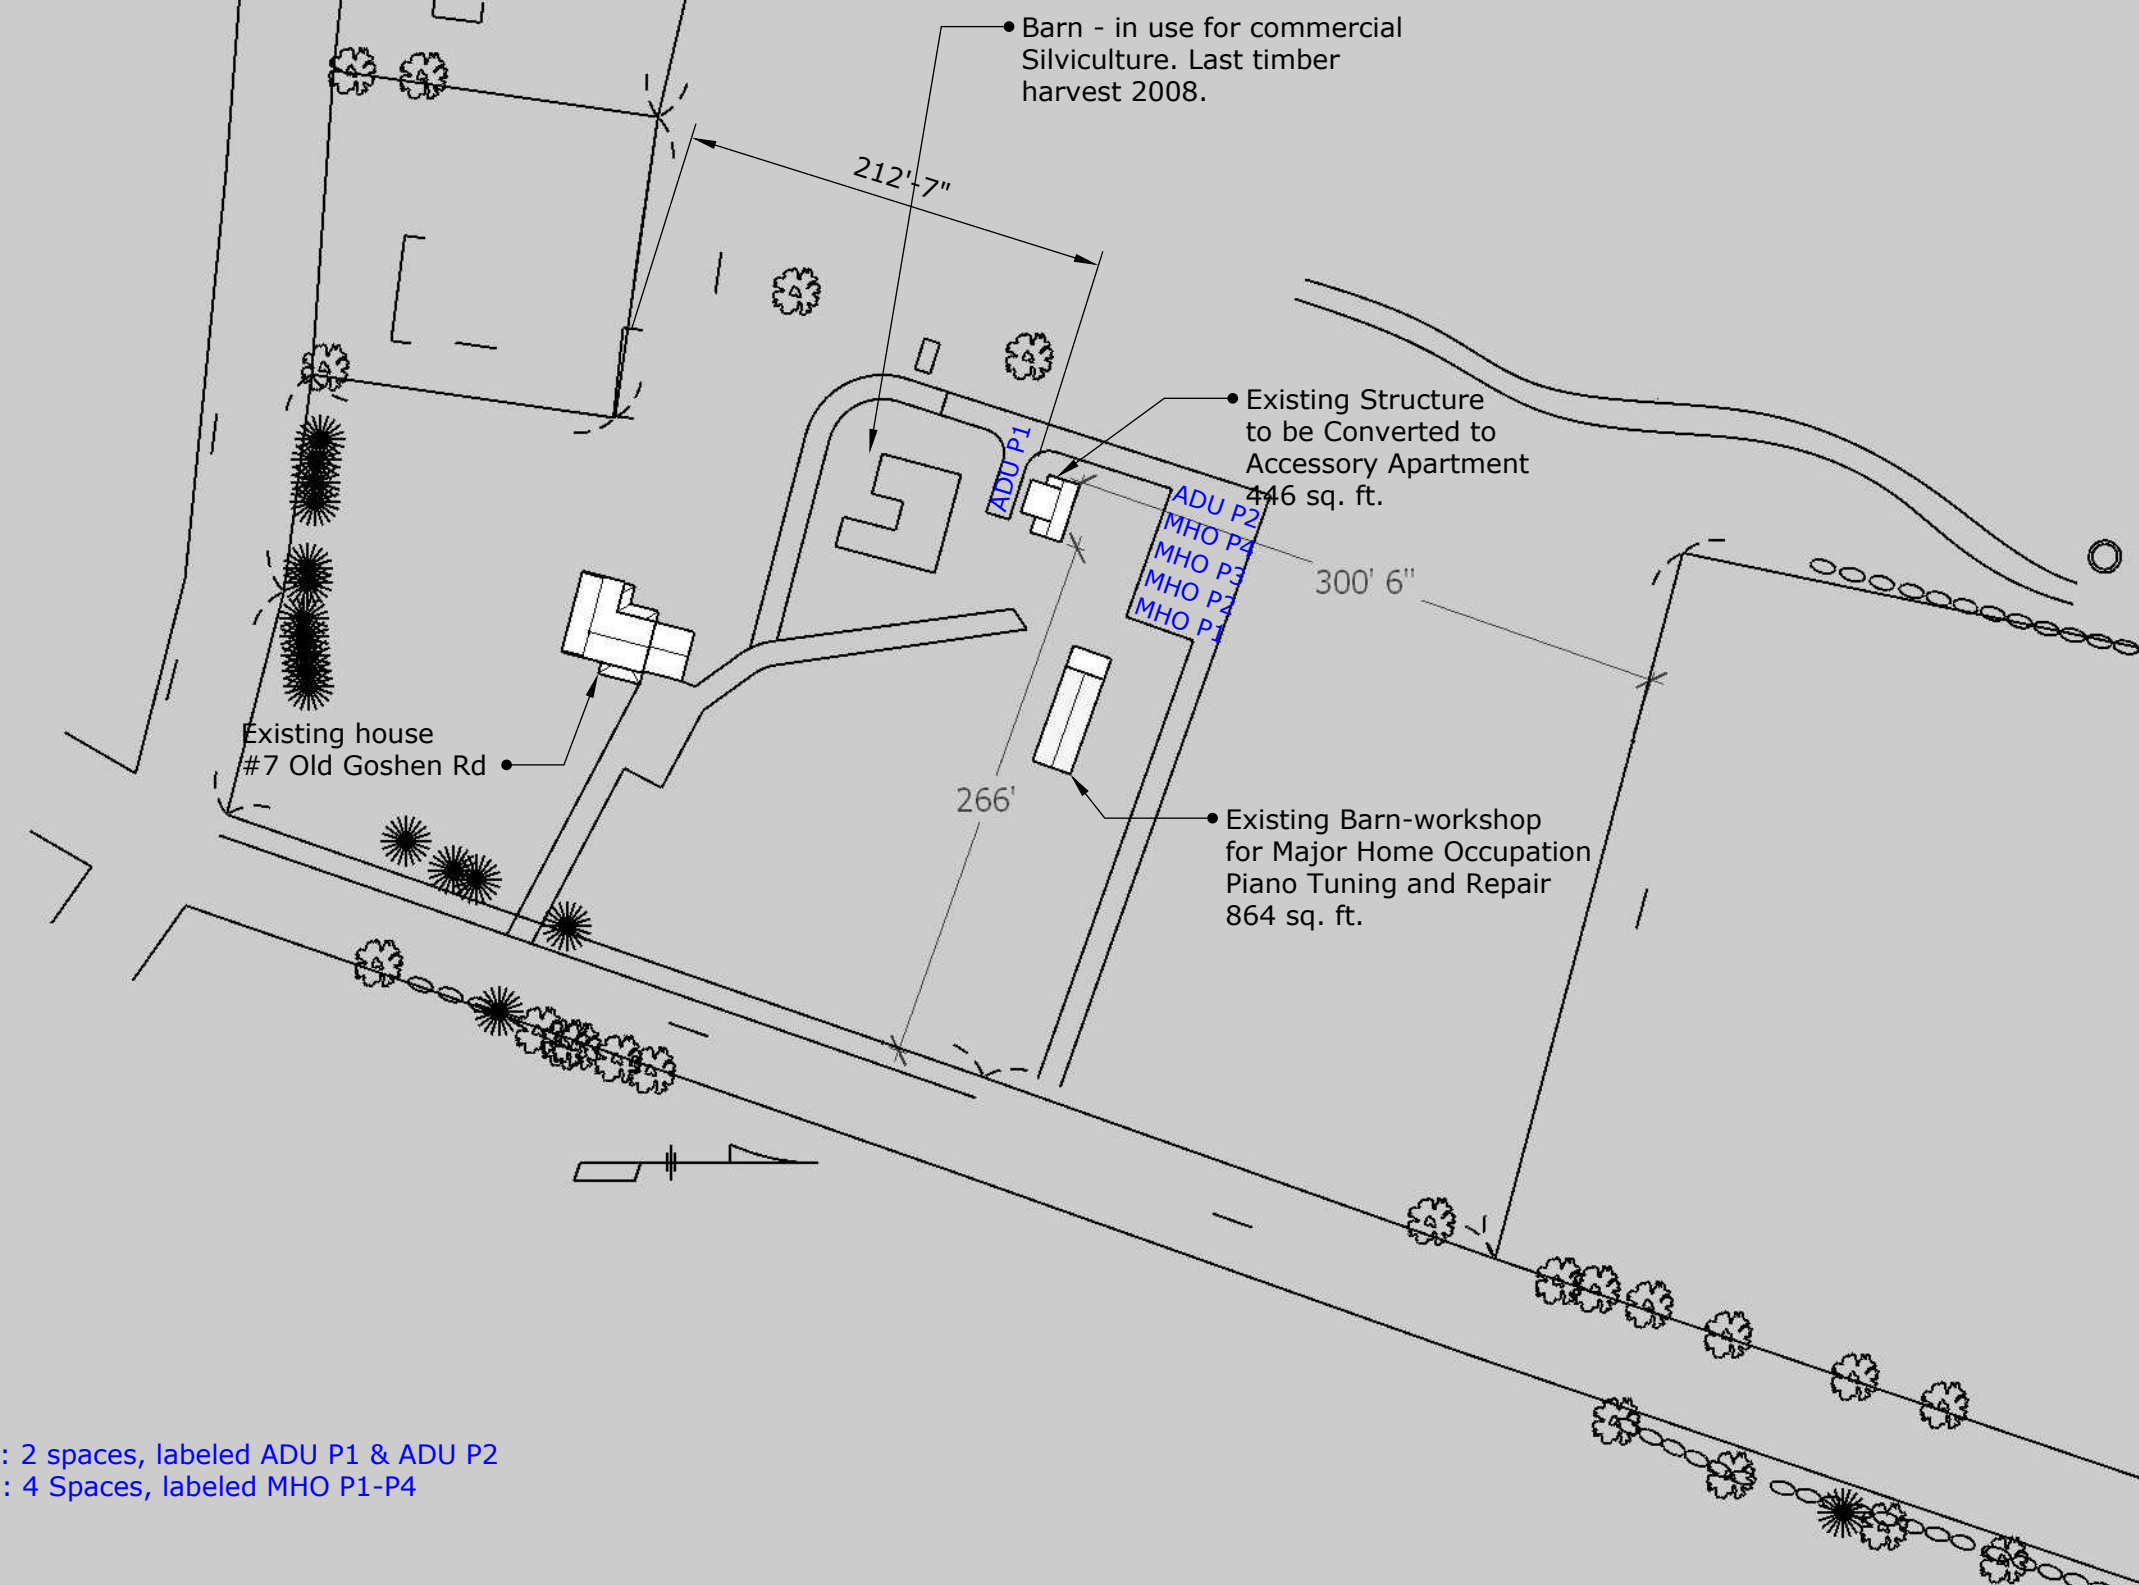 Barn - in use for commercial
Silviculture. Last timber
harvest 2008.
212'-7"
Existing Structure
to be Converted to
Accessory Apartment
446 sq. ft.
ADU P1
ADU P2
MHO P4
MHO P3
MHO P2
MHO P1
300' 6"
Existing house
#7 Old Goshen Rd
266'
Existing Barn-workshop
for Major Home Occupation
Piano Tuning and Repair
864 sq. ft.
: 2 spaces, labeled ADU P1 & ADU P2
: 4 Spaces, labeled MHO P1-P4